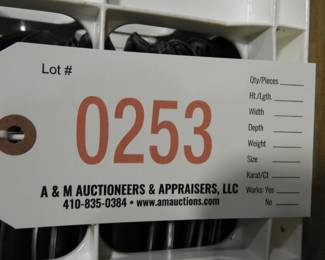 Lot #
0253
A & M AUCTIONEERS & APPRAISERS, LLC
410-835-0384 • www.amauctions.com
Qty/Pieces
Ht./Lgth.
Width
Depth
Weight
Size
Karat/Ct
Works: Yes
No